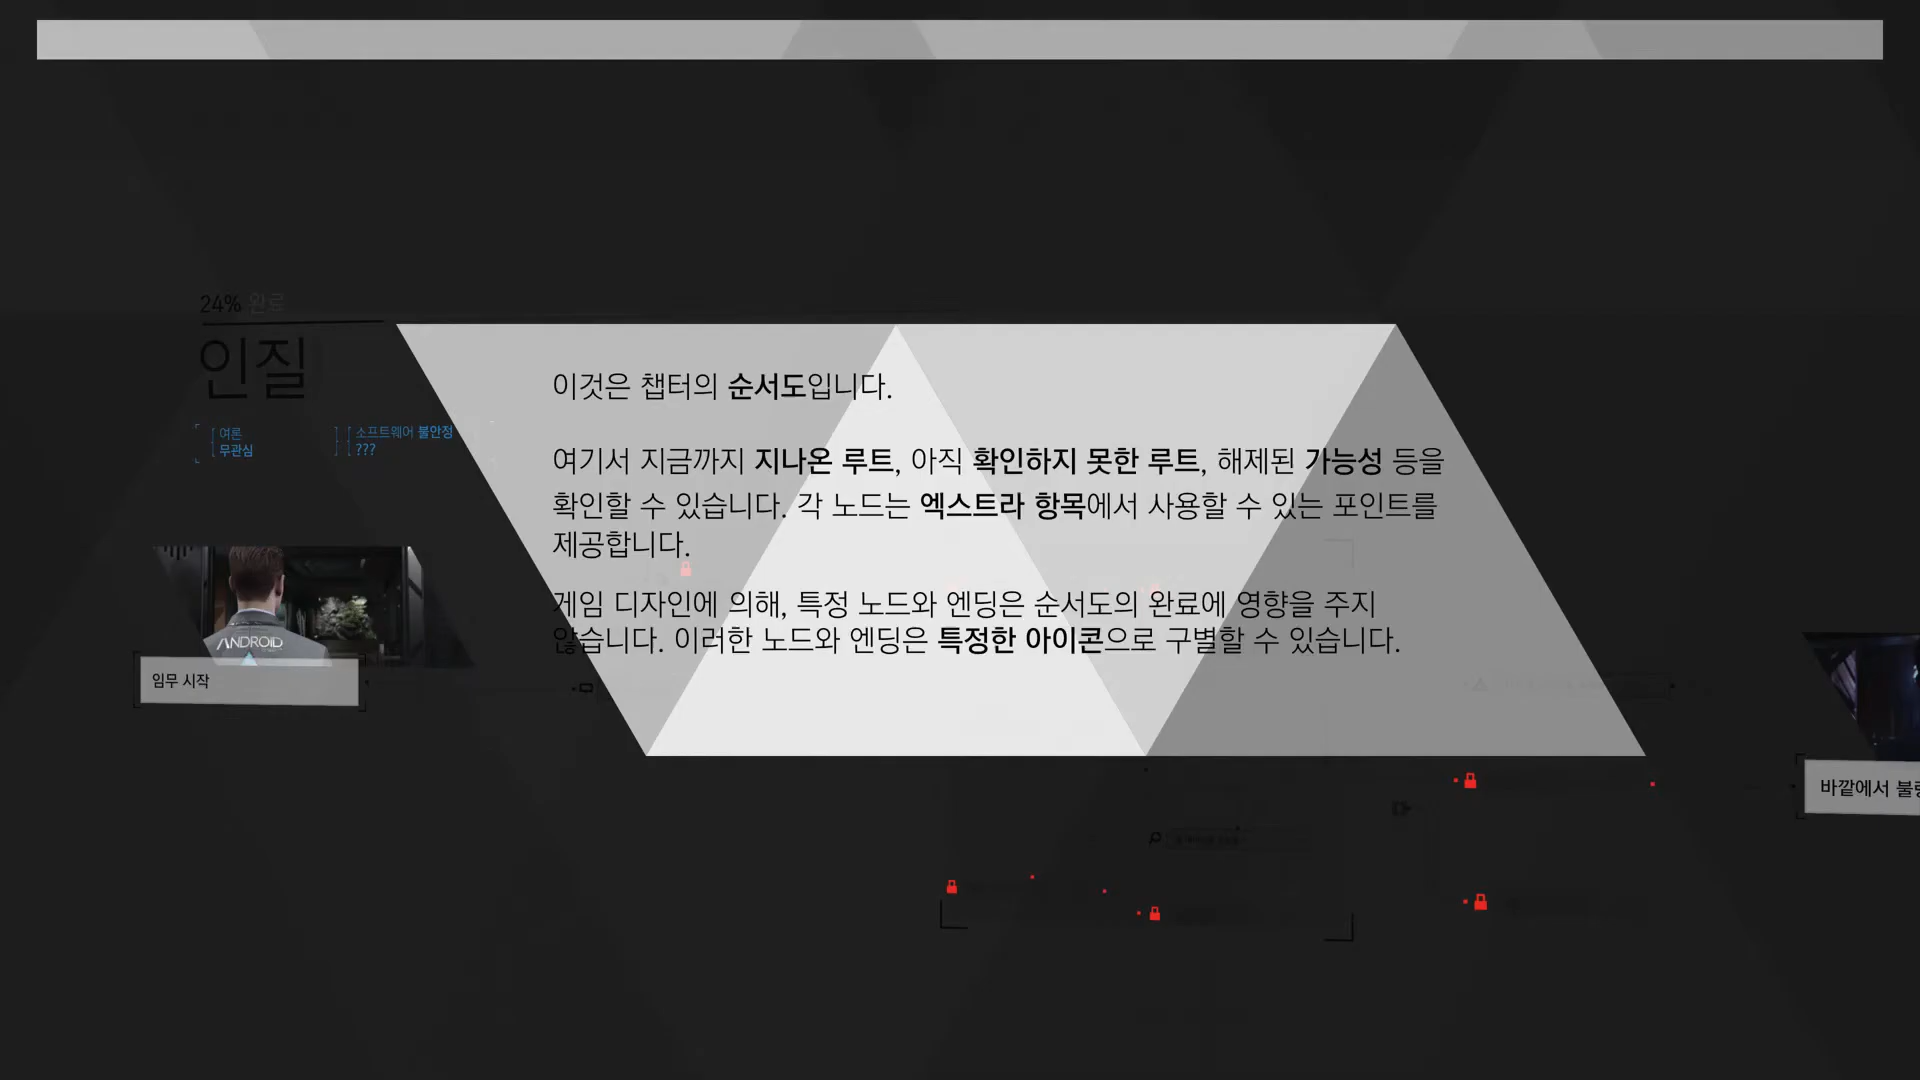 24% 완료
인질
여론
무관심
소프트웨어 불안정
???
이것은 챕터의 순서도입니다.
여기서 지금까지 지나온 루트, 아직 확인하지 못한 루트, 해제된 가능성 등을
확인할 수 있습니다. 각 노드는 엑스트라 항목에서 사용할 수 있는 포인트를
제공합니다.
게임 디자인에 의해, 특정 노드와 엔딩은 순서도의 완료에 영향을 주지
않습니다. 이러한 노드와 엔딩은 특정한 아이콘으로 구별할 수 있습니다.
ANDROID
임무 시작
바깥에서